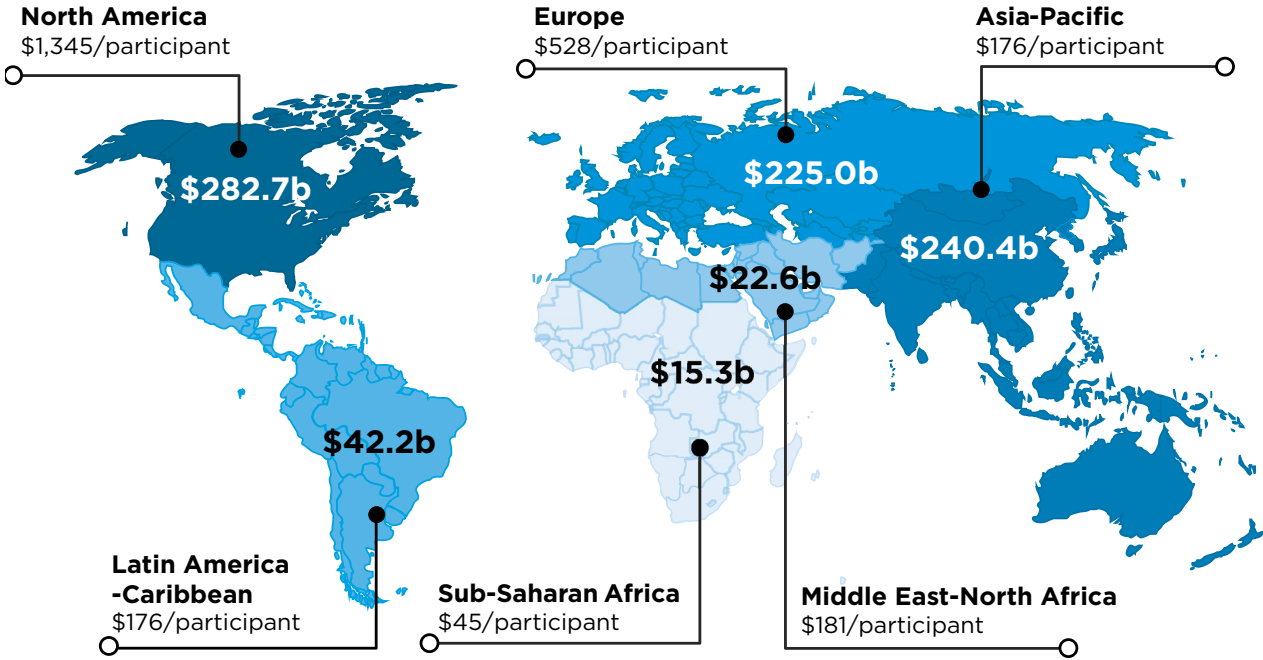 North America
$1,345/participant
Europe
$528/participant
Asia-Pacific
$176/participant
$282.7b
$225.0b
$240.4b
$22.6b
$15.3b
$42.2b
Latin America
-Caribbean
$176/participant
Sub-Saharan Africa
$45/participant
Middle East-North Africa
$181/participant